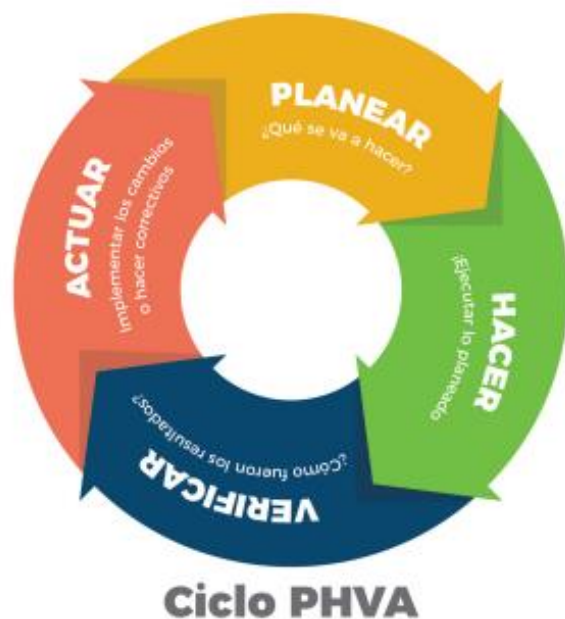 PLANEAR
¿Qué se va a hacer?
HACER
¡Ejecutar lo planeado
VERIFICAR
¿Cómo fueron los resultados?
ACTUAR
Implementar los cambios
o hacer correctivos
Ciclo PHVA